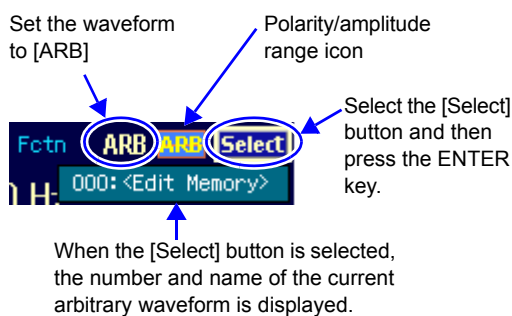 Set the waveform
to [ARB]
Polarity/amplitude
range icon
Select the [Select]
button and then
press the ENTER
key.
Fctn ARB ARB Select
000:<Edit Memory>
When the [Select] button is selected,
the number and name of the current
arbitrary waveform is displayed.